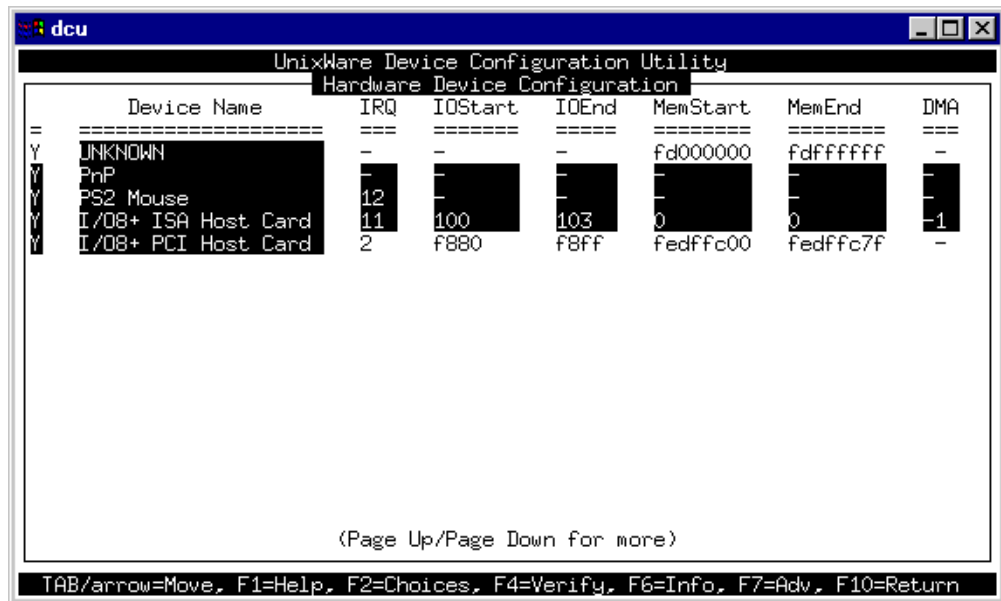 dcu
UnixWare Device Configuration Utility
Hardware Device Configuration
Device Name IRQ IOStart IOEnd MemStart MemEnd DMA
= ==================== === ======= ===== ======== ======== ===
Y UNKNOWN - - - fd000000 fdffffff -
Y PnP - - - - - -
Y PS2 Mouse 12 - - - - -
Y I/O8+ ISA Host Card 11 100 103 0 0 -1
Y I/O8+ PCI Host Card 2 f880 f8ff fedffc00 fedffc7f -
(Page Up/Page Down for more)
TAB/arrow=Move, F1=Help, F2=Choices, F4=Verify, F6=Info, F7=Adv, F10=Return